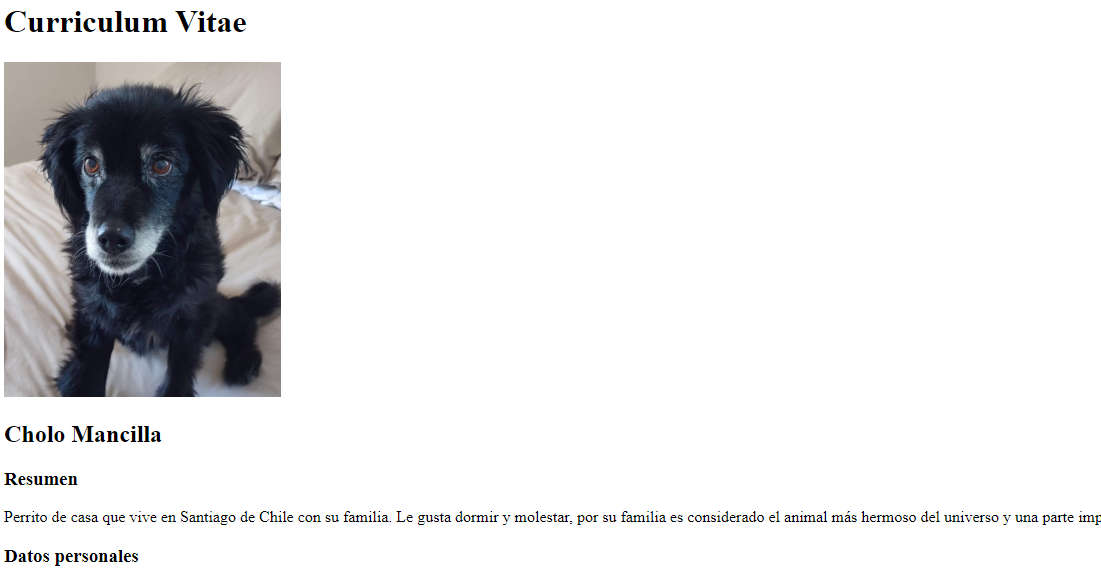 Curriculum Vitae
Cholo Mancilla
Resumen
Perrito de casa que vive en Santiago de Chile con su familia. Le gusta dormir y molestar, por su familia es considerado el animal más hermoso del universo y una parte imp
Datos personales